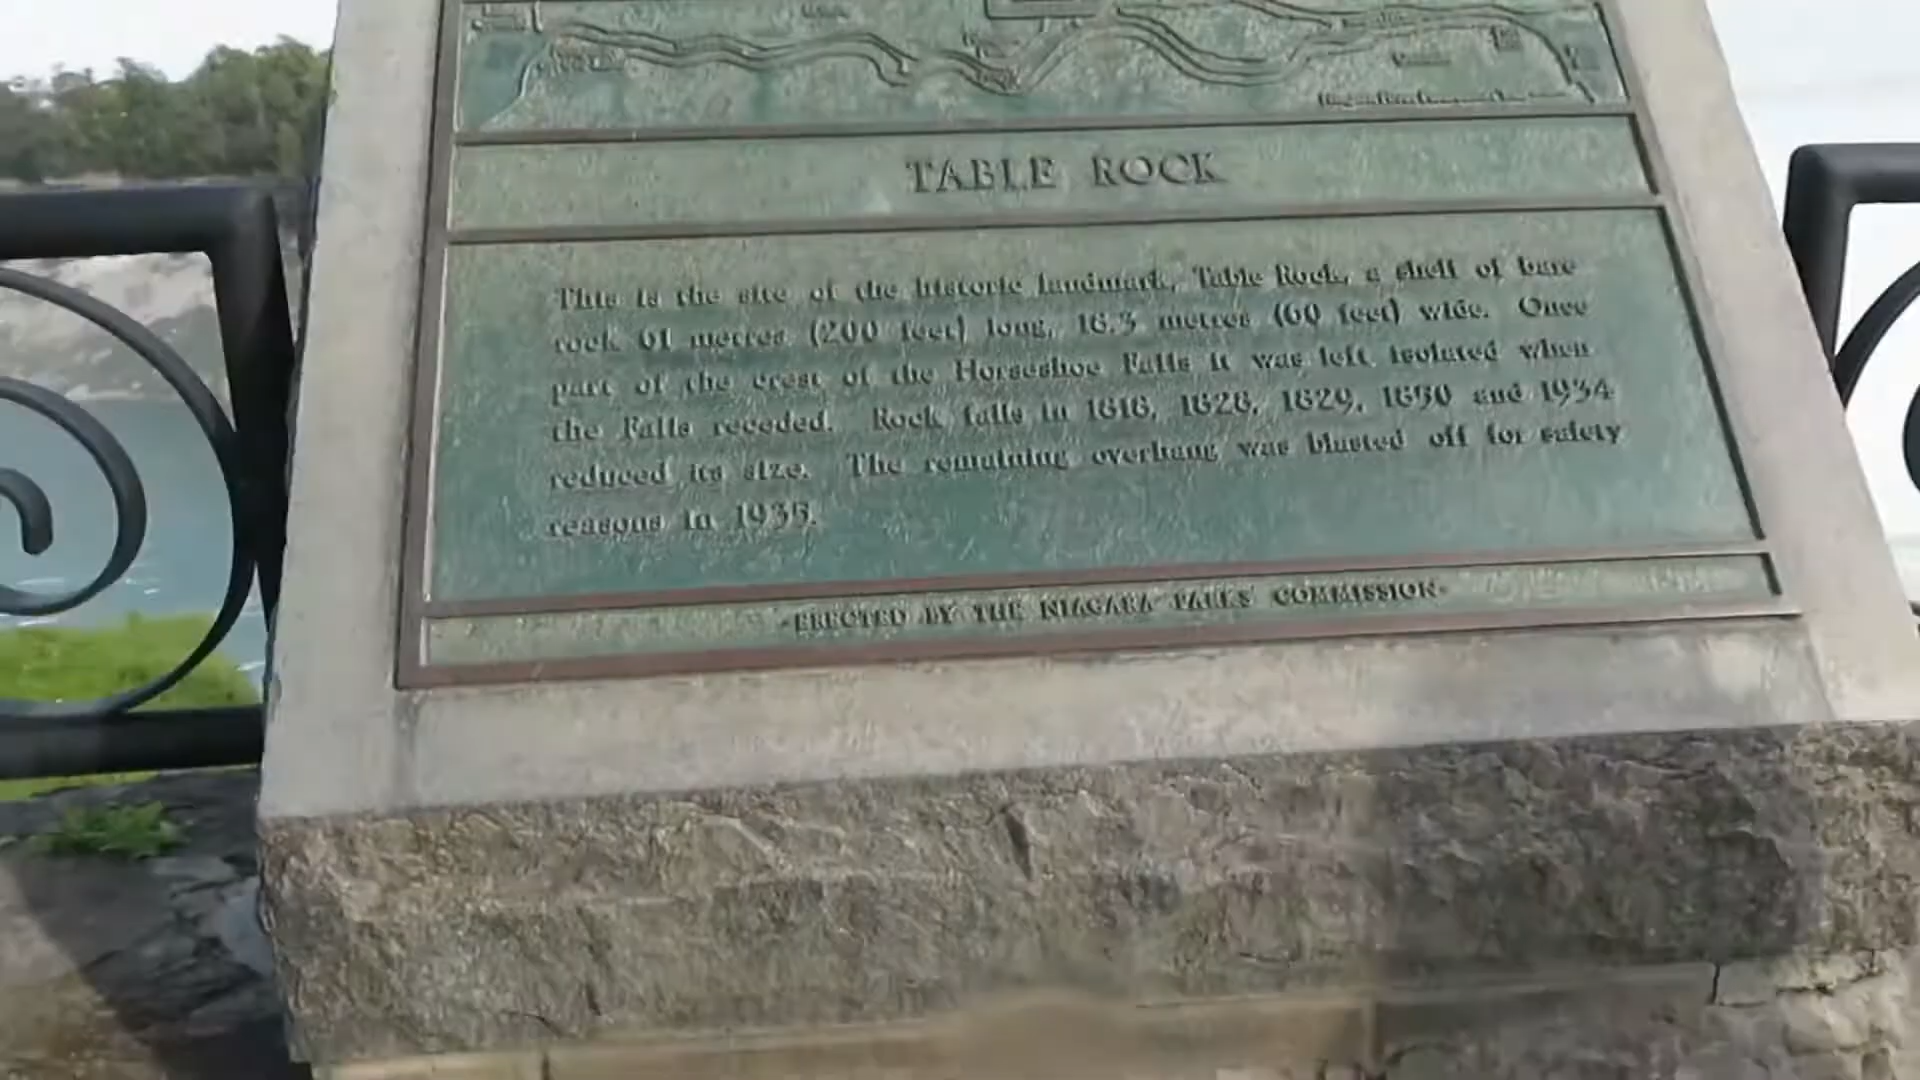 TABLE ROCK
This is the site of the historic landmark, Table Rock, a shelf of bare
rock 61 metres (200 feet) long, 18.3 metres (60 feet) wide. Once
part of the crest of the Horseshoe Falls it was left isolated when
the Falls receded. Rock falls in 1818, 1828, 1829, 1850 and 1934
reduced its size. The remaining overhang was blasted off for safety
reasons in 1935.
-ERECTED BY THE NIAGARA PARKS COMMISSION-